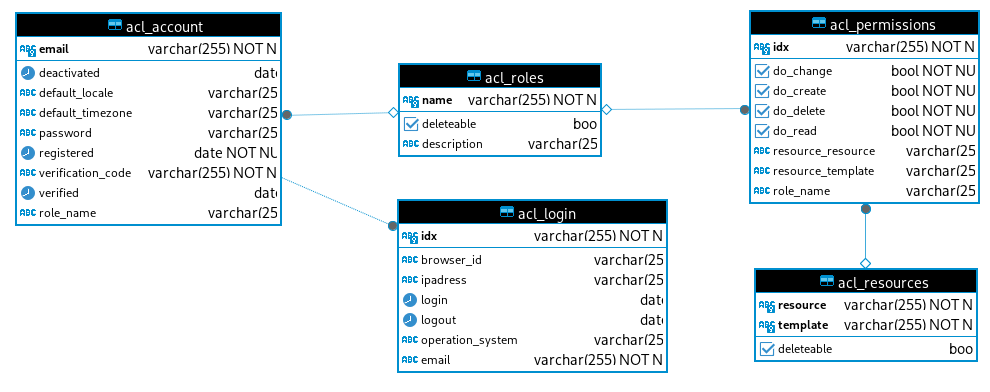 acl_account
email varchar(255) NOT N
deactivated date
default_locale varchar(25
default_timezone varchar(25
password varchar(25
registered date NOT NU
verification_code varchar(255) NOT N
verified date
role_name varchar(25
acl_roles
name varchar(255) NOT N
deleteable boo
description varchar(25
acl_login
idx varchar(255) NOT N
browser_id varchar(25
ipadress varchar(25
login date
logout date
operation_system varchar(25
email varchar(255) NOT N
acl_permissions
idx varchar(255) NOT N
do_change bool NOT NU
do_create bool NOT NU
do_delete bool NOT NU
do_read bool NOT NU
resource_resource varchar(25
resource_template varchar(25
role_name varchar(25
acl_resources
resource varchar(255) NOT N
template varchar(255) NOT N
deleteable boo